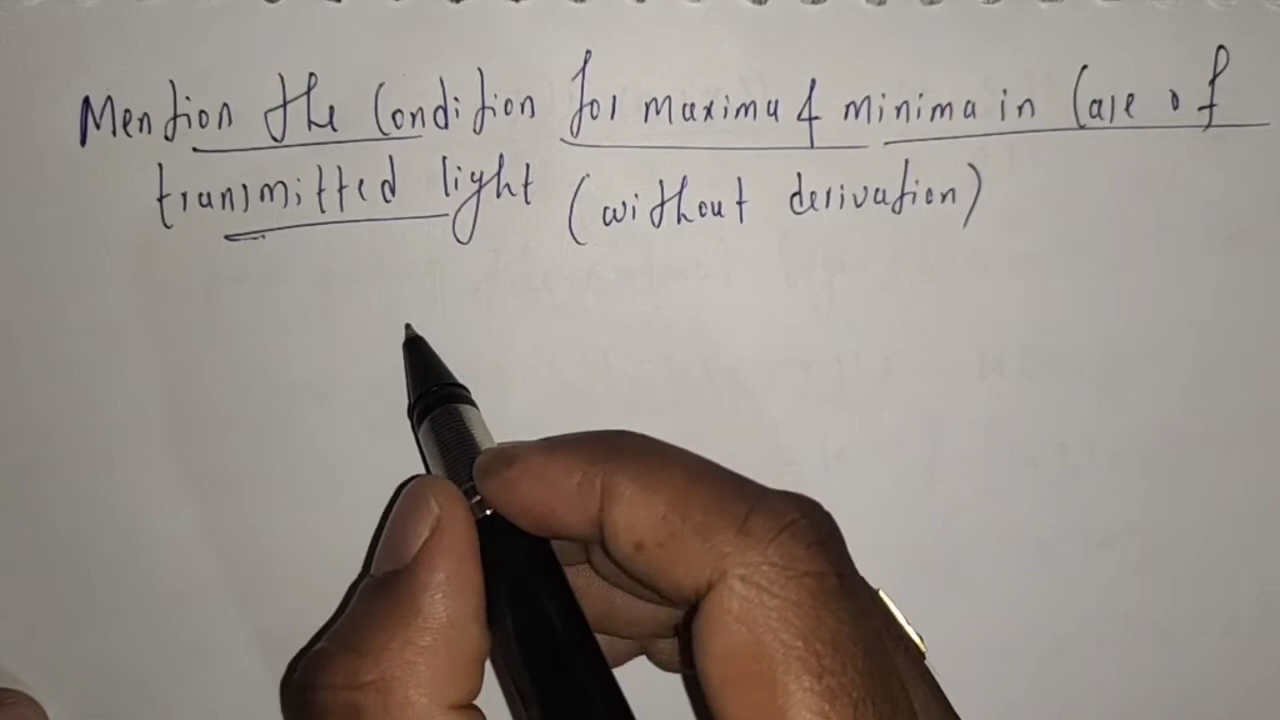 Mention the Condition for maxima & minima in Case of
transmitted light (without derivation)